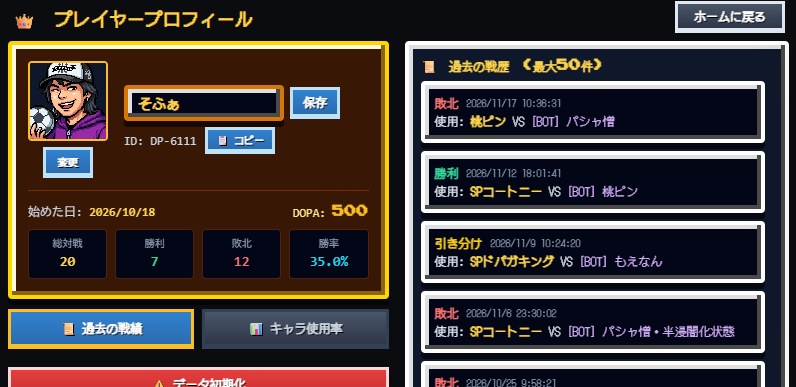 プレイヤープロフィール
ホームに戻る
そふぁ
保存
ID: DP-6111
コピー
変更
始めた日: 2026/10/18
DOPA: 500
総対戦
20
勝利
7
敗北
12
勝率
35.0%
過去の戦績
キャラ使用率
データ初期化
過去の戦歴 (最大50件)
敗北 2026/11/17 10:36:31
使用: 桃ピン VS [BOT] パシャ憎
勝利 2026/11/12 18:01:41
使用: SPコートニー VS [BOT] 桃ピン
引き分け 2026/11/9 10:24:20
使用: SPドパガキング VS [BOT] もえなん
敗北 2026/11/6 23:30:02
使用: SPコートニー VS [BOT] パシャ憎・半浸闇化状態
敗北 2026/10/25 9:58:21